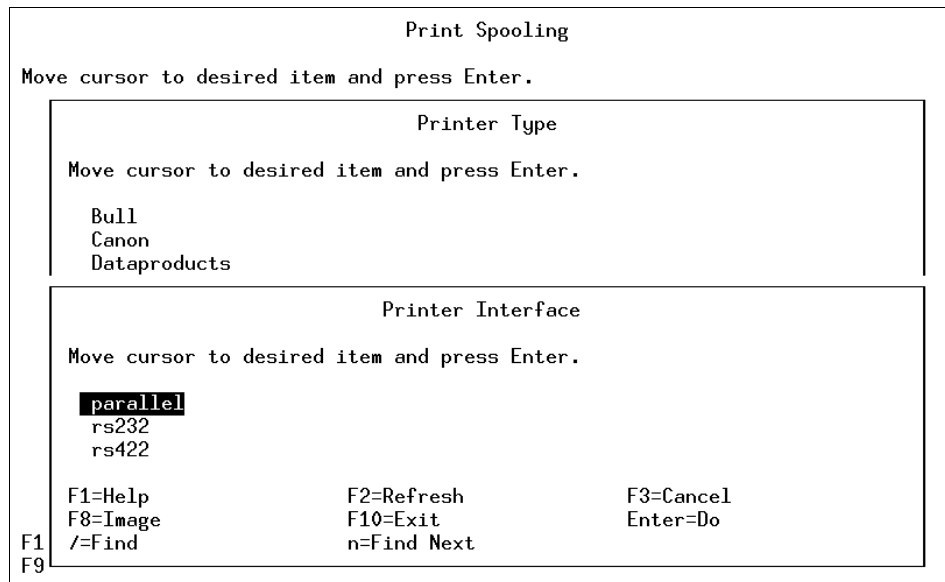 Print Spooling
Move cursor to desired item and press Enter.
Printer Type
Move cursor to desired item and press Enter.
Bull
Canon
Dataproducts
Printer Interface
Move cursor to desired item and press Enter.
parallel
rs232
rs422
F1=Help F2=Refresh F3=Cancel
F8=Image F10=Exit Enter=Do
F1 /=Find n=Find Next
F9